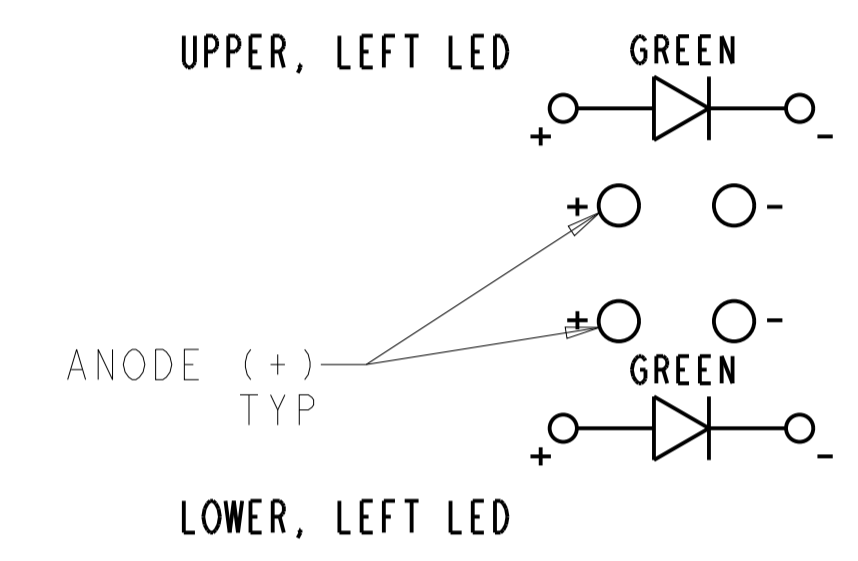 UPPER, LEFT LED
GREEN
+ -
+ -
+ -
ANODE (+)
TYP
GREEN
+ -
LOWER, LEFT LED